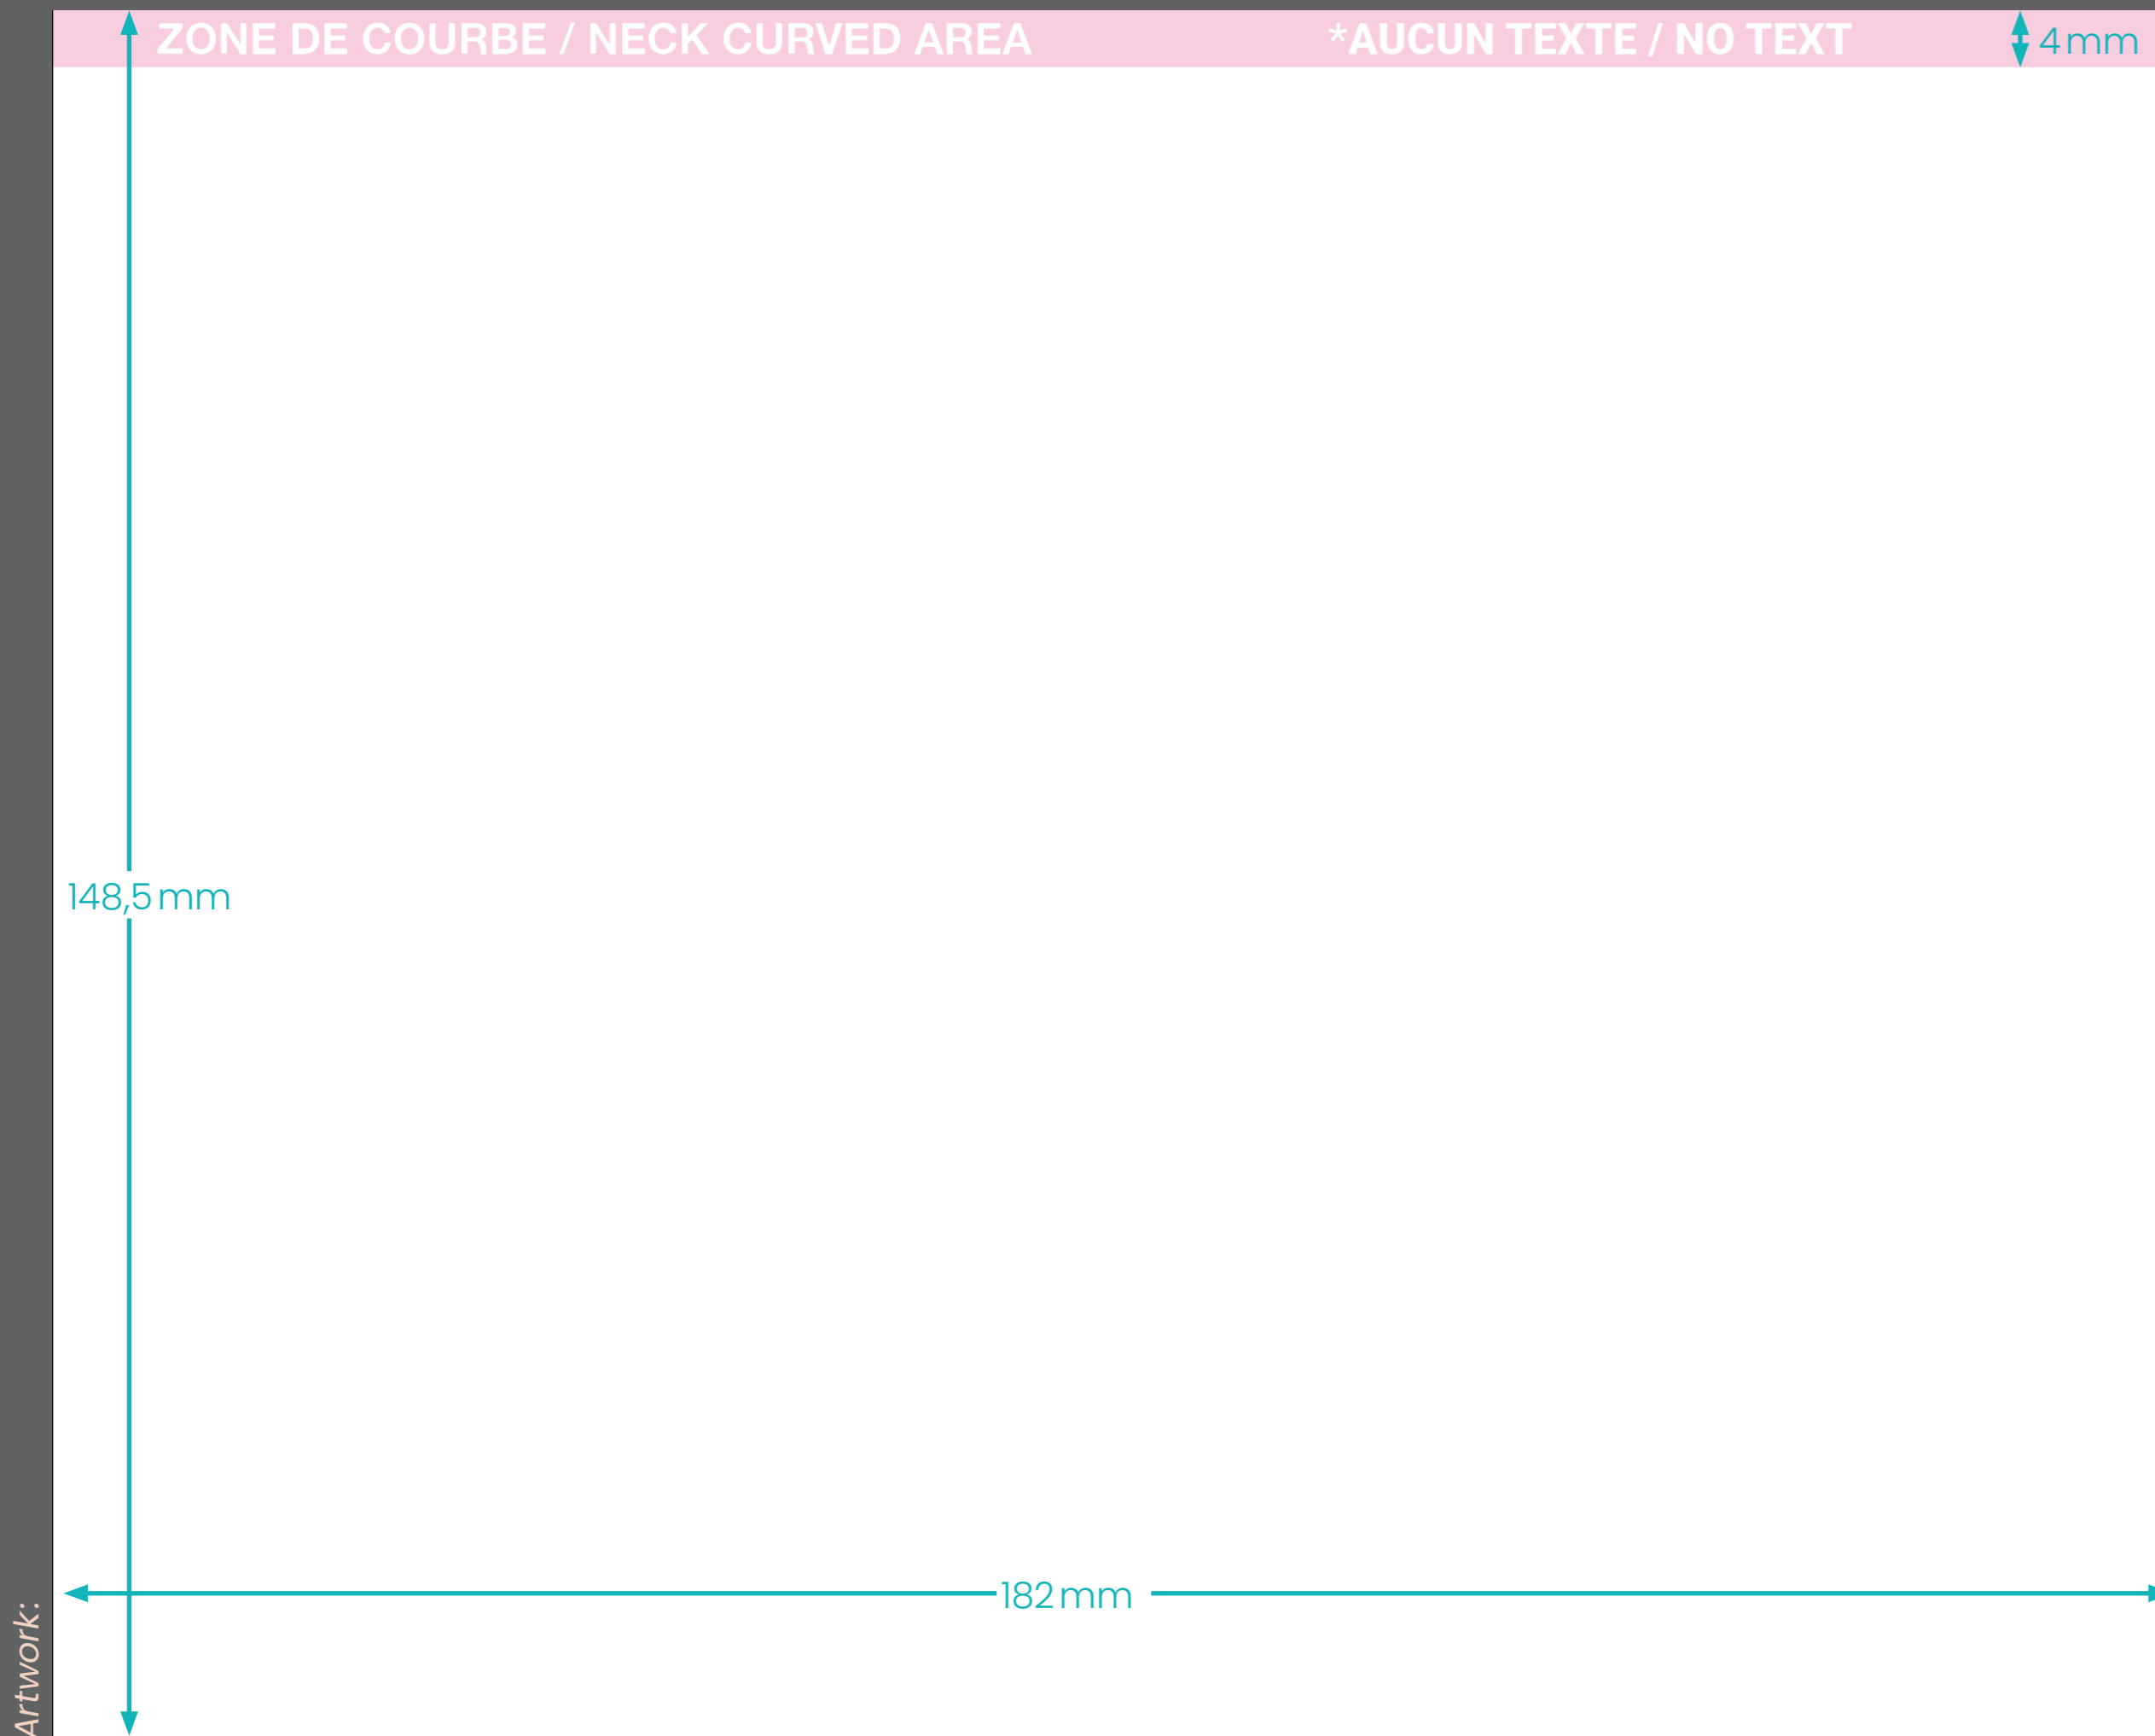 ZONE DE COURBE / NECK CURVED AREA
*AUCUN TEXTE / NO TEXT
4 mm
148,5 mm
182 mm
Artwork: